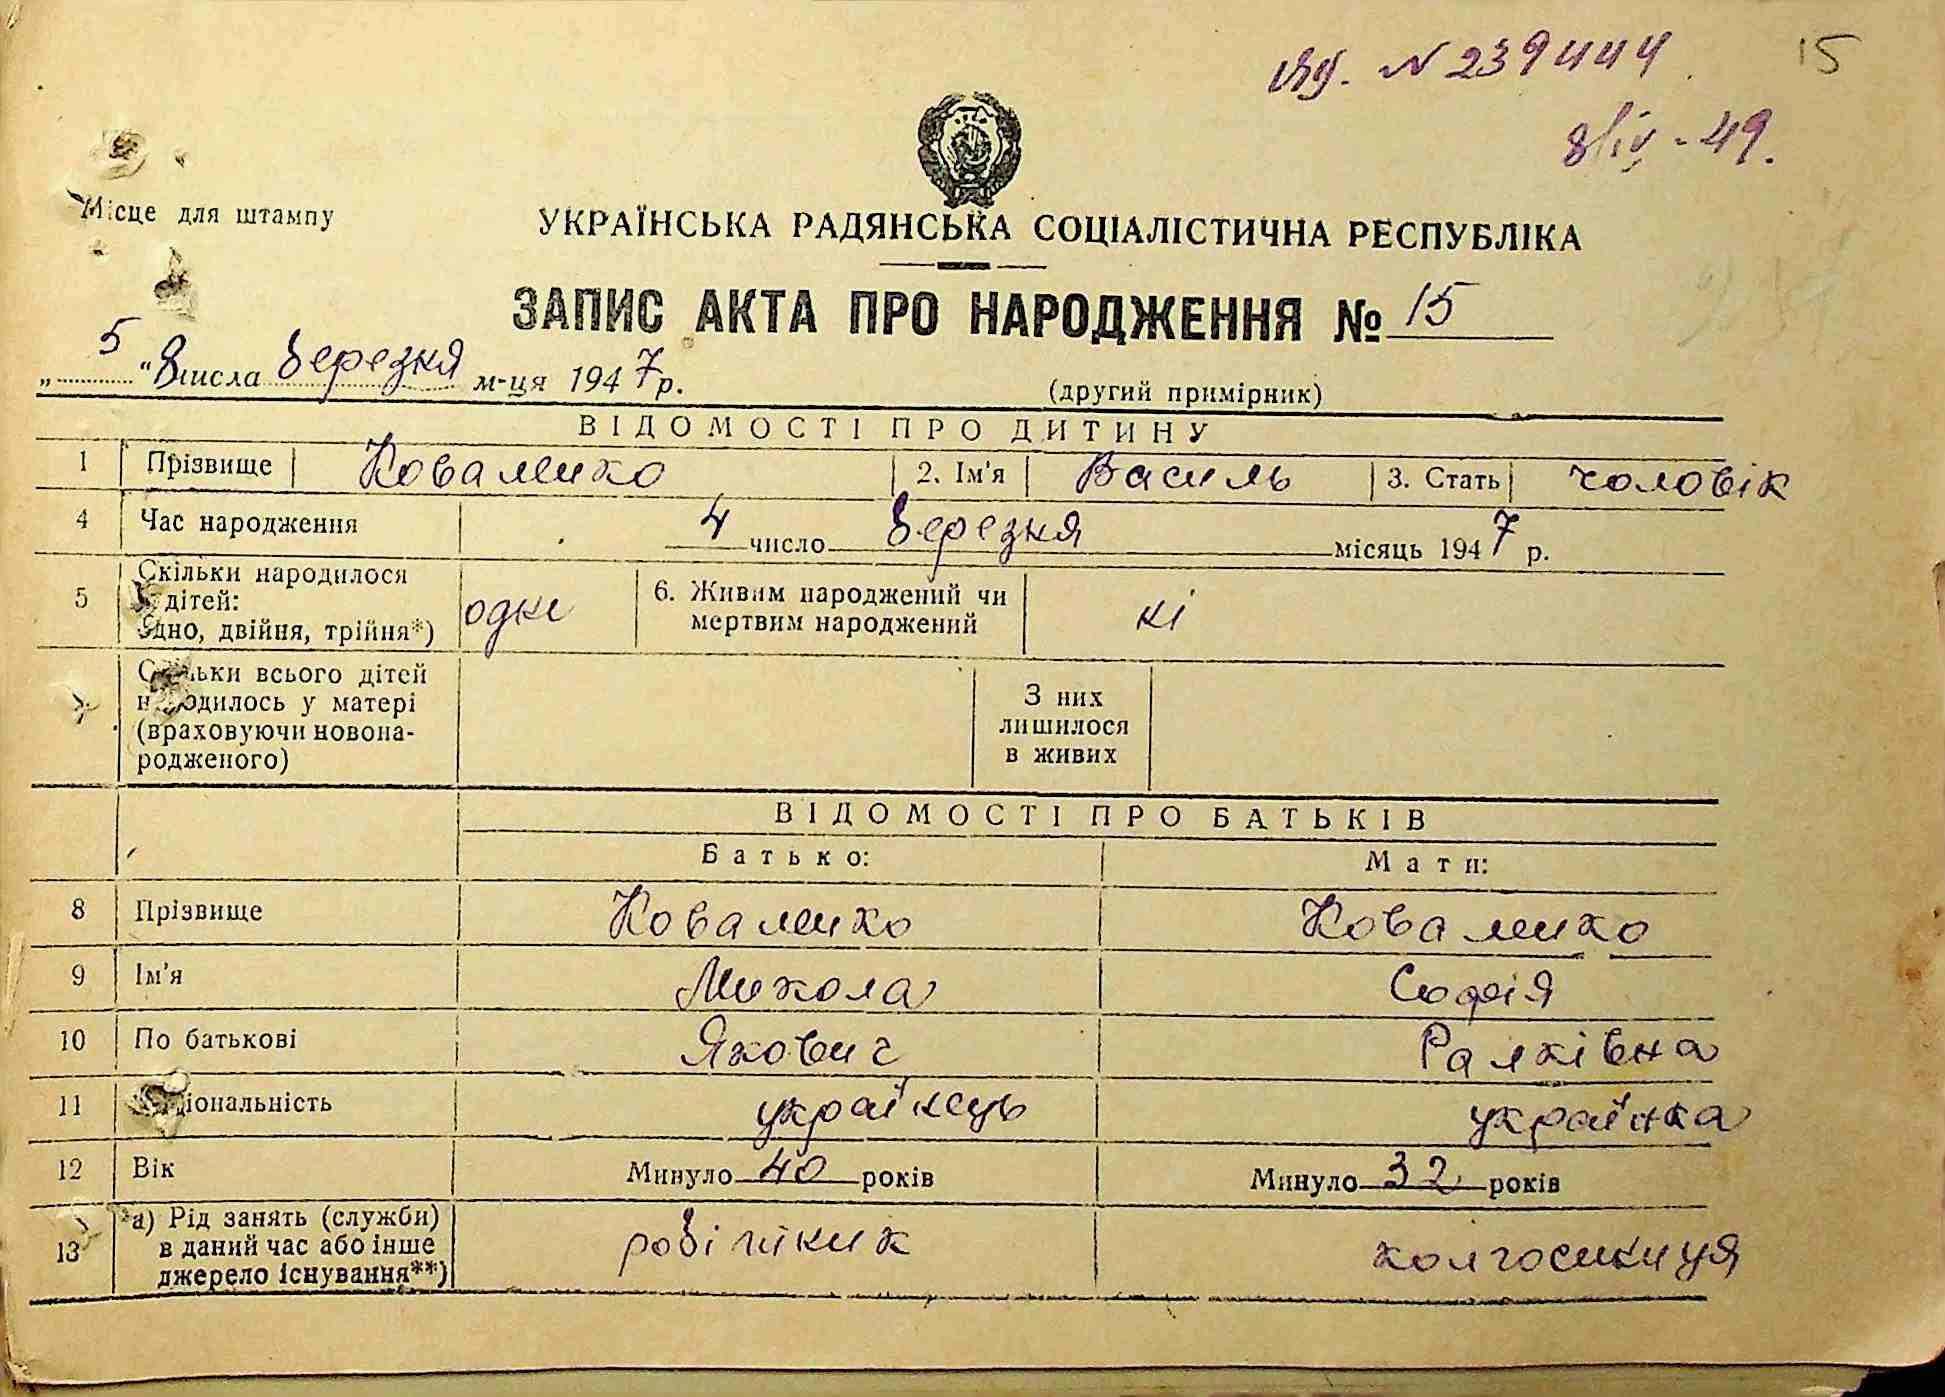 вид. № 239444
15
8/IV - 49.
Місце для штампу
УКРАЇНСЬКА РАДЯНСЬКА СОЦІАЛІСТИЧНА РЕСПУБЛІКА
ЗАПИС АКТА ПРО НАРОДЖЕННЯ № 15
„ 5 “ числа березня м-ця 1947 р.
(другий примірник)
ВІДОМОСТІ ПРО ДИТИНУ
1 Прізвище Коваленко 2. Ім'я Василь 3. Стать чоловік
4 Час народження 4 число березня місяць 1947 р.
5 Скільки народилося дітей: одно, двійня, трійня*) одне 6. Живим народжений чи мертвим народжений ні
7 Скільки всього дітей народилось у матері (враховуючи новонародженого) З них лишилося в живих
ВІДОМОСТІ ПРО БАТЬКІВ
Батько: Мати:
8 Прізвище Коваленко Коваленко
9 Ім'я Микола Софія
10 По батькові Якович
11 Національність українець українка
12 Вік Минуло 40 років Минуло 32 років
13 а) Рід занять (служби) в даний час або інше джерело існування**) робітник колгоспниця